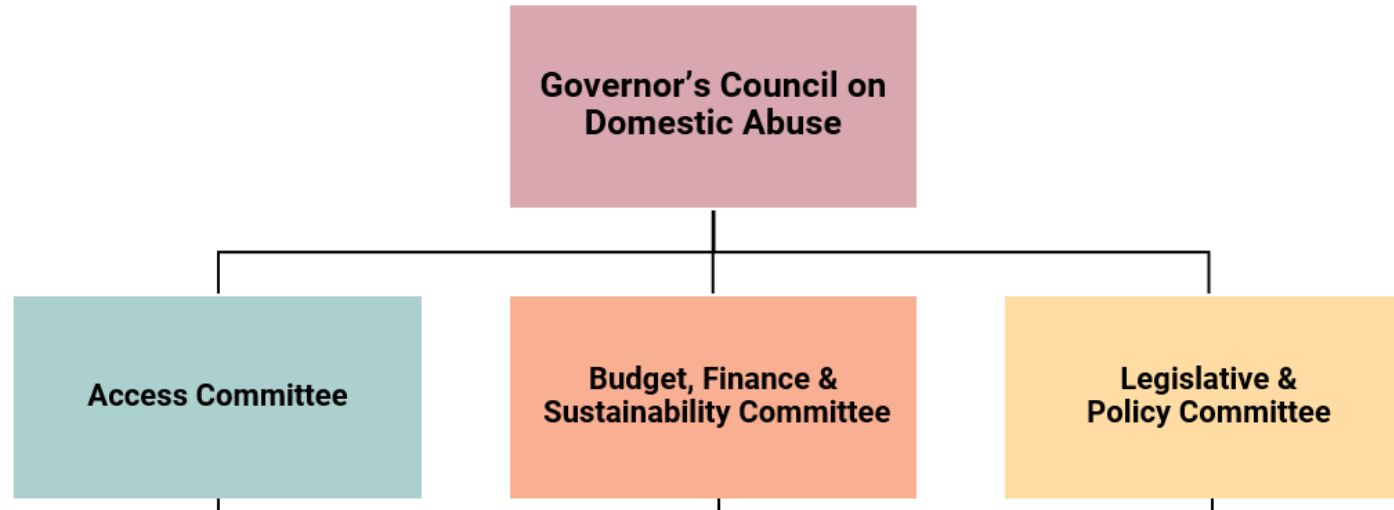 Governor’s Council on
Domestic Abuse
Access Committee
Budget, Finance &
Sustainability Committee
Legislative &
Policy Committee